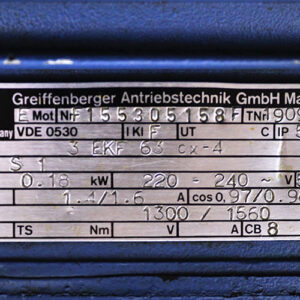 Greiffenberger Antriebstechnik GmbH Ma
E Mot Nr F155305158F TNr 909
any VDE 0530 I Kl F UT C IP
3 EKF 63 cx-4
S 1
0.18 kW 220 - 240 V
1.4/1.6 A cos 0,97/0.9
1300 / 1560
TS Nm V A CB 8